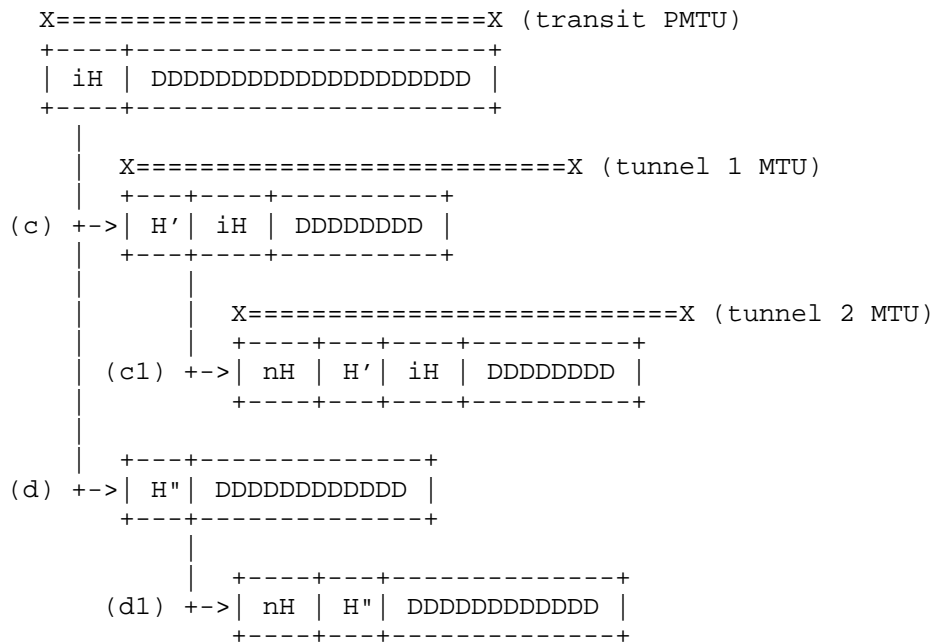 X===========================X (transit PMTU)
+----+----------------------+
| iH | DDDDDDDDDDDDDDDDDDDD |
+----+----------------------+
|
| X===========================X (tunnel 1 MTU)
| +---+----+----------+
(c) +->| H'| iH | DDDDDDDD |
| +---+----+----------+
| |
| | X===========================X (tunnel 2 MTU)
| | +----+---+----+----------+
| (c1) +->| nH | H'| iH | DDDDDDDD |
| +----+---+----+----------+
|
| +---+--------------+
(d) +->| H"| DDDDDDDDDDDD |
+---+--------------+
|
| +----+---+--------------+
(d1) +->| nH | H"| DDDDDDDDDDDD |
+----+---+--------------+